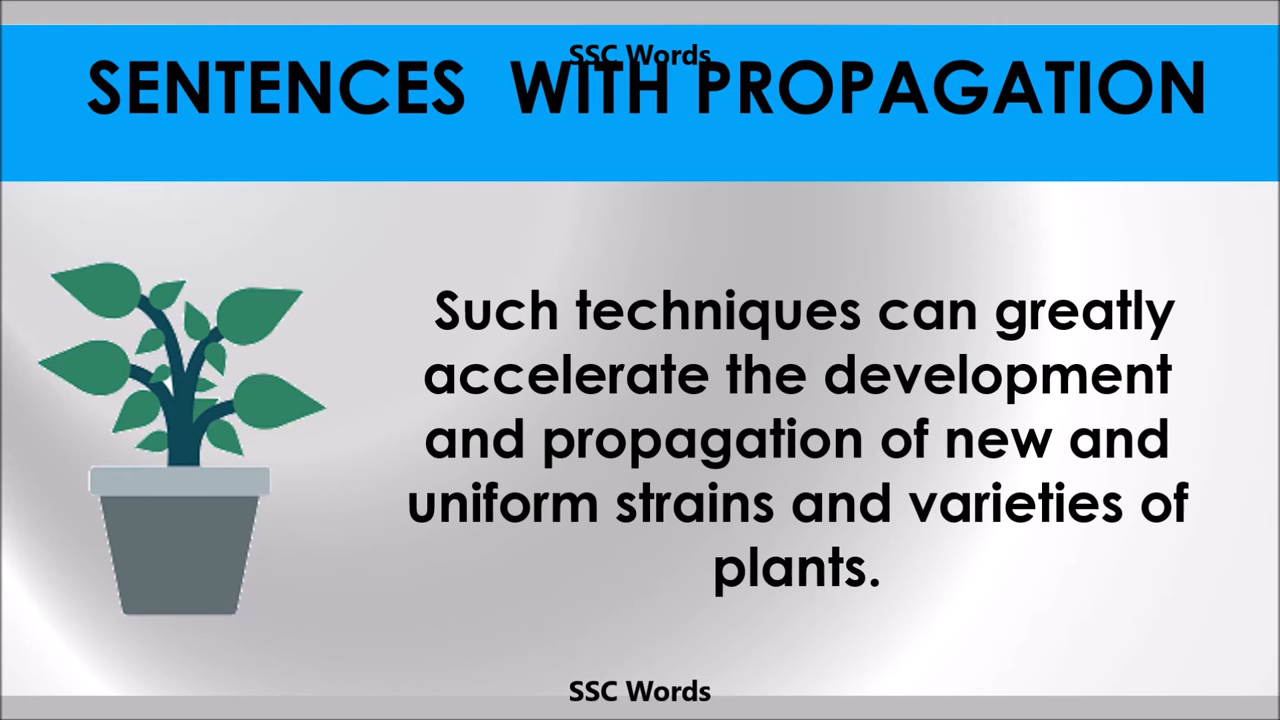 SSC Words
SENTENCES WITH PROPAGATION
Such techniques can greatly
accelerate the development
and propagation of new and
uniform strains and varieties of
plants.
SSC Words